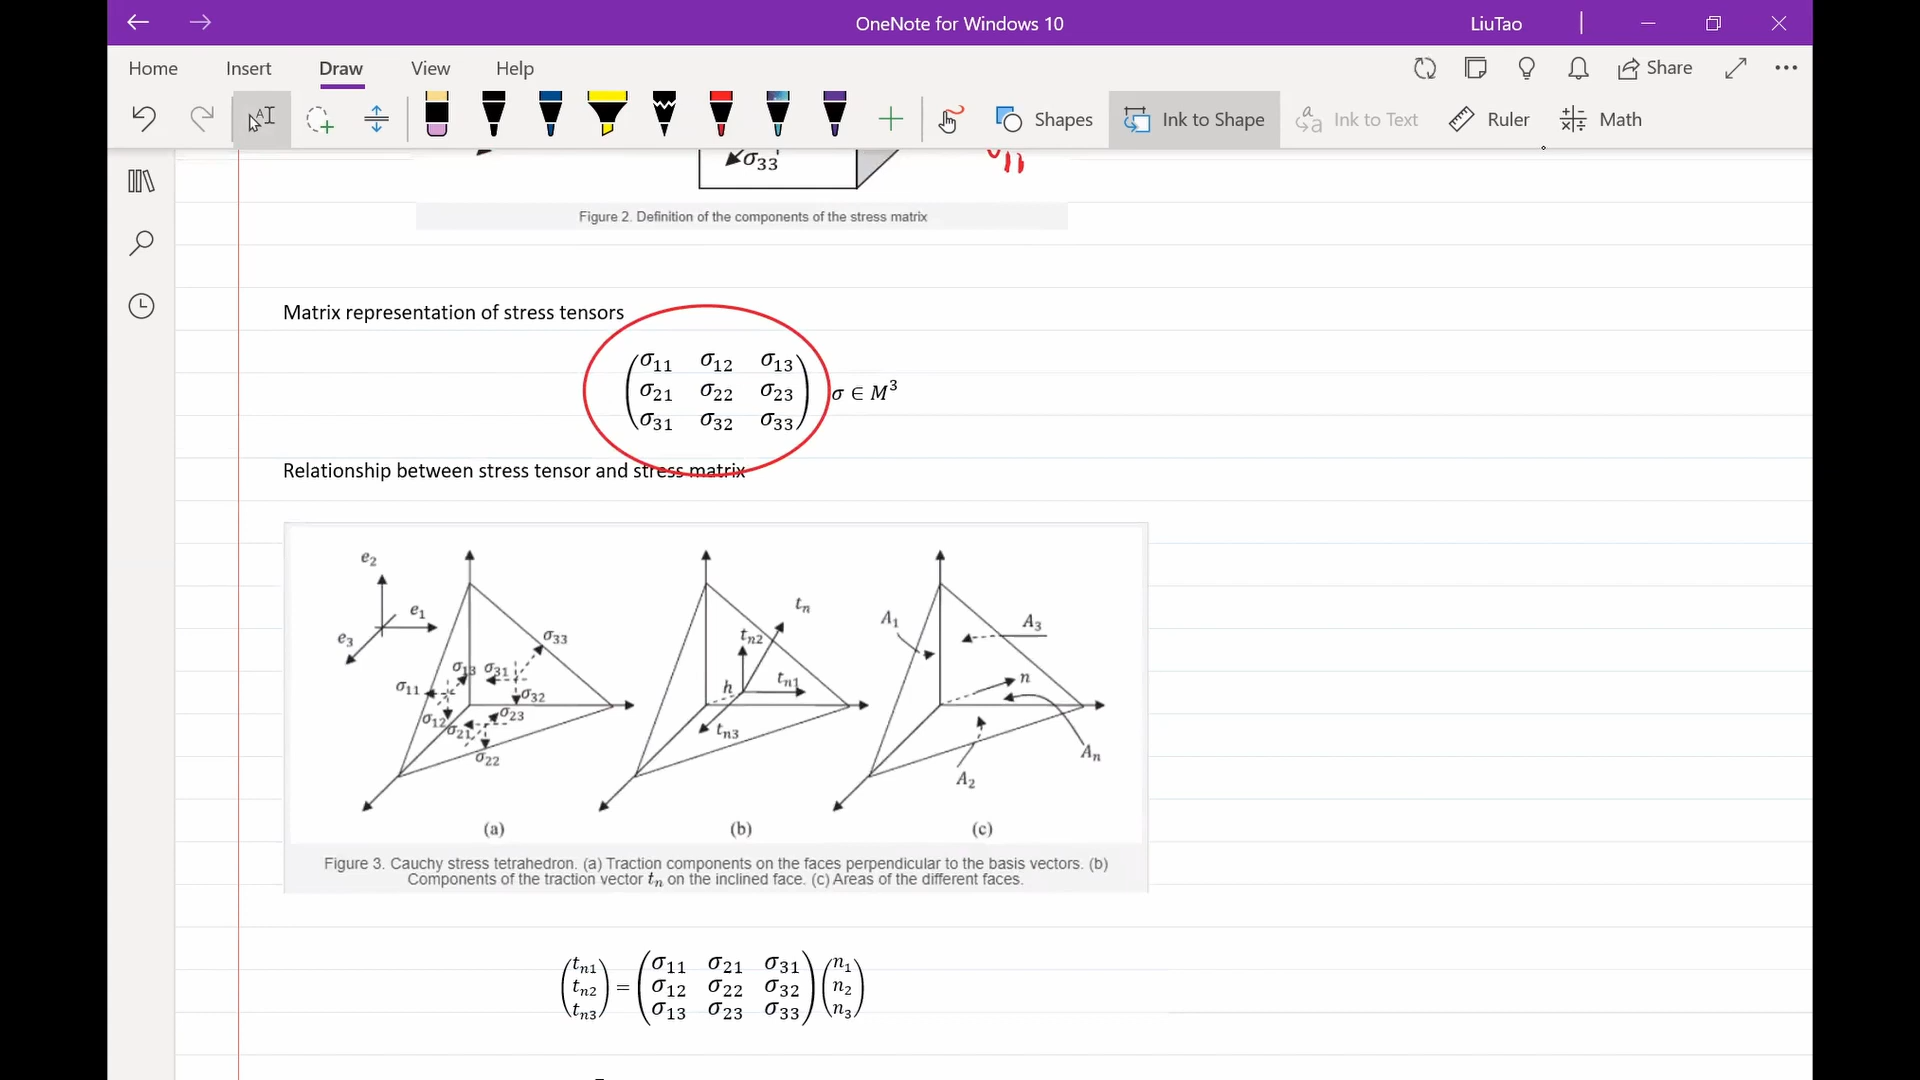 OneNote for Windows 10
LiuTao
Home Insert Draw View Help
Share
Shapes Ink to Shape Ink to Text Ruler Math
σ33
σ11
Figure 2. Definition of the components of the stress matrix
Matrix representation of stress tensors
σ11 σ12 σ13
σ21 σ22 σ23 σ ∈ M³
σ31 σ32 σ33
Relationship between stress tensor and stress matrix
e2
e1
e3
σ33
σ13 σ31
σ11
σ32
σ12 σ23
σ21
σ22
(a)
tn
tn2
h tn1
tn3
(b)
A1 A3
n
An
A2
(c)
Figure 3. Cauchy stress tetrahedron. (a) Traction components on the faces perpendicular to the basis vectors. (b)
Components of the traction vector tn on the inclined face. (c) Areas of the different faces.
tn1 σ11 σ21 σ31 n1
tn2 = σ12 σ22 σ32 n2
tn3 σ13 σ23 σ33 n3